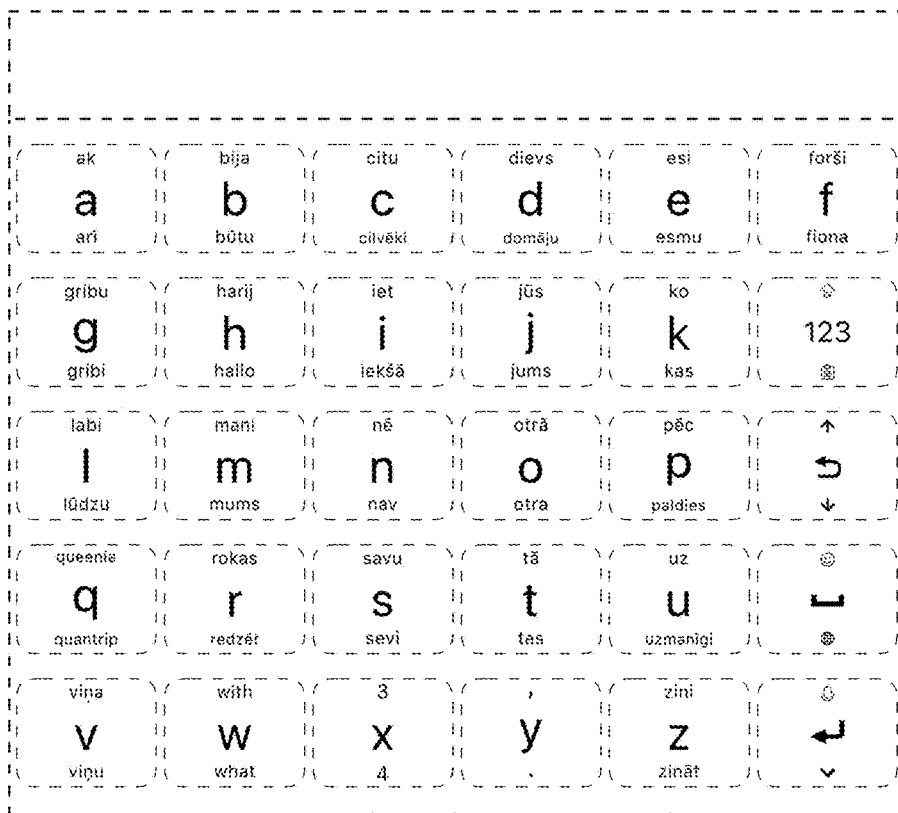 ak bija citu dievs esi forši
a b c d e f
arī būtu cilvēki domāju esmu fiona
gribu harij iet jūs ko
g h i j k 123
gribi hallo iekšā jums kas
labi mani nē otrā pēc
l m n o p
lūdzu mums nav otra paldies
queenie rokas savu tā uz
q r s t u
quantrip redzēt sevi tas uzmanīgi
viņa with 3 , zini
v w x y z
viņu what 4 . zināt